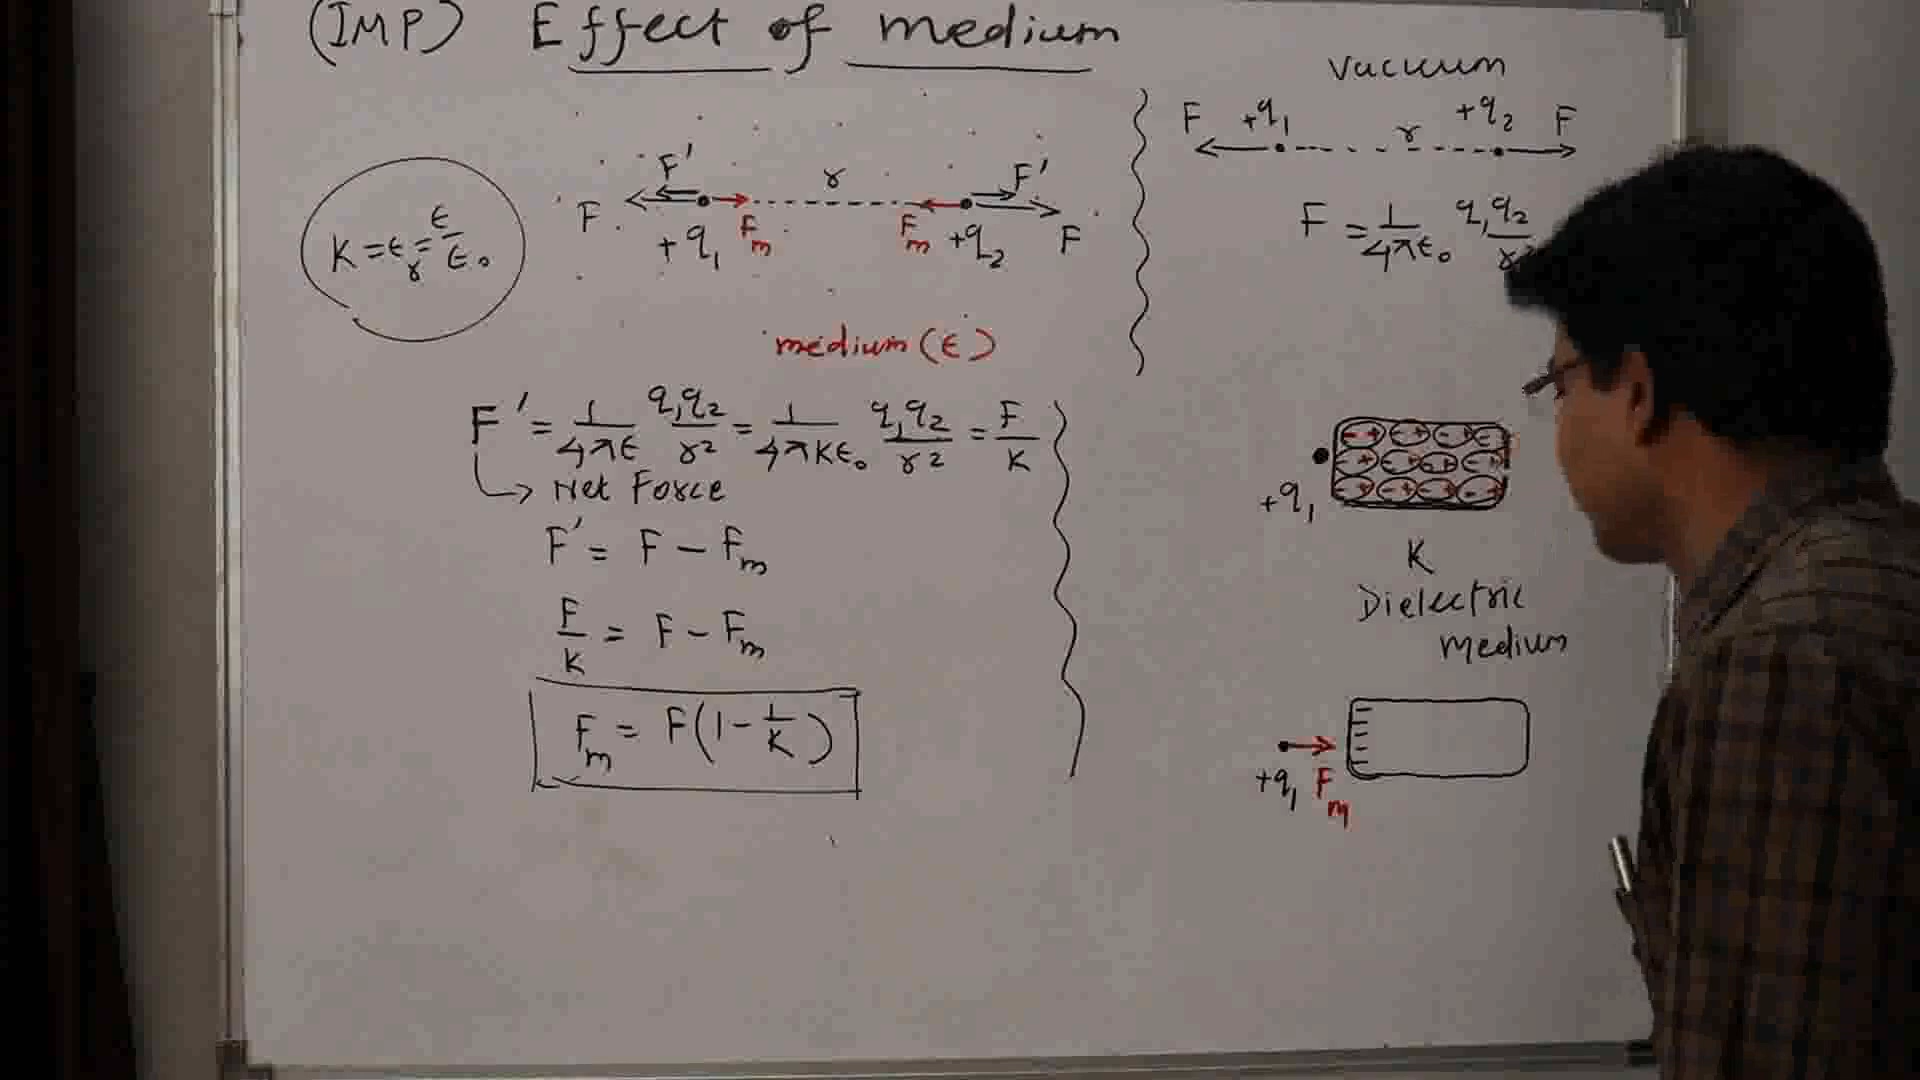 (IMP) Effect of medium
K = ϵᵣ = ϵ/ϵ₀
F' r F'
F F
+q₁ Fₘ Fₘ +q₂
medium (ϵ)
F' = 1/4πϵ q₁q₂/r² = 1/4πKϵ₀ q₁q₂/r² = F/K
Net Force
F' = F - Fₘ
F/K = F - Fₘ
Fₘ = F(1 - 1/K)
Vacuum
F +q₁ r +q₂ F
F = 1/4πϵ₀ q₁q₂/r²
- + - + - + - +
- + - + - + - +
- + - + - + - +
+q₁
K
Dielectric
medium
+q₁ Fₘ